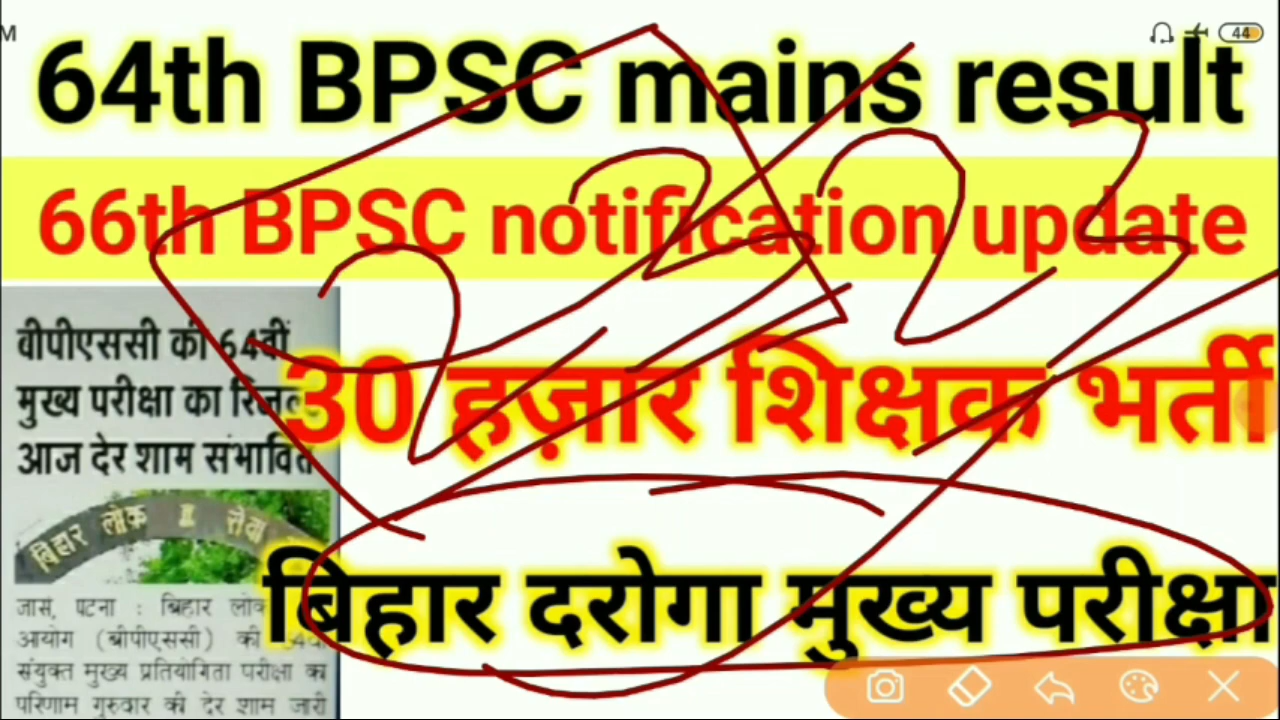 M
44
64th BPSC mains result
66th BPSC notification update
बीपीएससी की 64वीं
मुख्य परीक्षा का
आज देर शाम संभावित
30 हज़ार शिक्षक भर्ती
बिहार लोक सेवा
बिहार दरोगा मुख्य परीक्षा
जासं, पटना : बिहार लोक
आयोग (बीपीएससी) की
संयुक्त मुख्य प्रतियोगिता परीक्षा का
परिणाम गुरुवार की देर शाम जारी